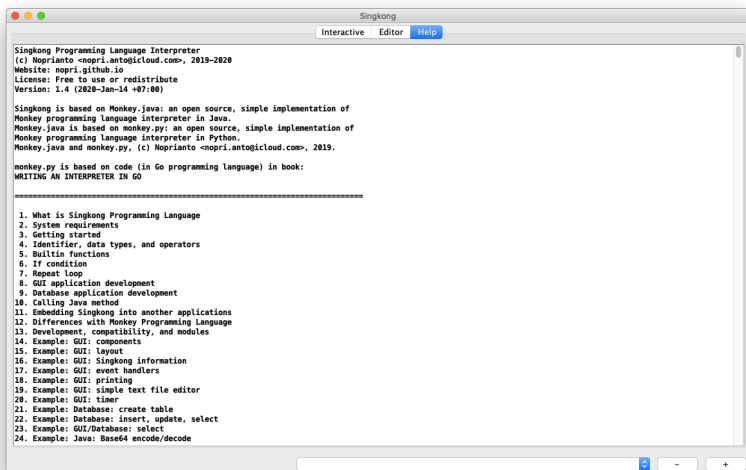 Singkong
Interactive Editor Help
Singkong Programming Language Interpreter
(c) Noprianto <nopri.anto@icloud.com>, 2019-2020
Website: nopri.github.io
License: Free to use or redistribute
Version: 1.4 (2020-Jan-14 +07:00)
Singkong is based on Monkey.java: an open source, simple implementation of
Monkey programming language interpreter in Java.
Monkey.java is based on monkey.py: an open source, simple implementation of
Monkey programming language interpreter in Python.
Monkey.java and monkey.py, (c) Noprianto <nopri.anto@icloud.com>, 2019.
monkey.py is based on code (in Go programming language) in book:
WRITING AN INTERPRETER IN GO
===========================================================================
1. What is Singkong Programming Language
2. System requirements
3. Getting started
4. Identifier, data types, and operators
5. Builtin functions
6. If condition
7. Repeat loop
8. GUI application development
9. Database application development
10. Calling Java method
11. Embedding Singkong into another applications
12. Differences with Monkey Programming Language
13. Development, compatibility, and modules
14. Example: GUI: components
15. Example: GUI: layout
16. Example: GUI: Singkong information
17. Example: GUI: event handlers
18. Example: GUI: printing
19. Example: GUI: simple text file editor
20. Example: GUI: timer
21. Example: Database: create table
22. Example: Database: insert, update, select
23. Example: GUI/Database: select
24. Example: Java: Base64 encode/decode
- +